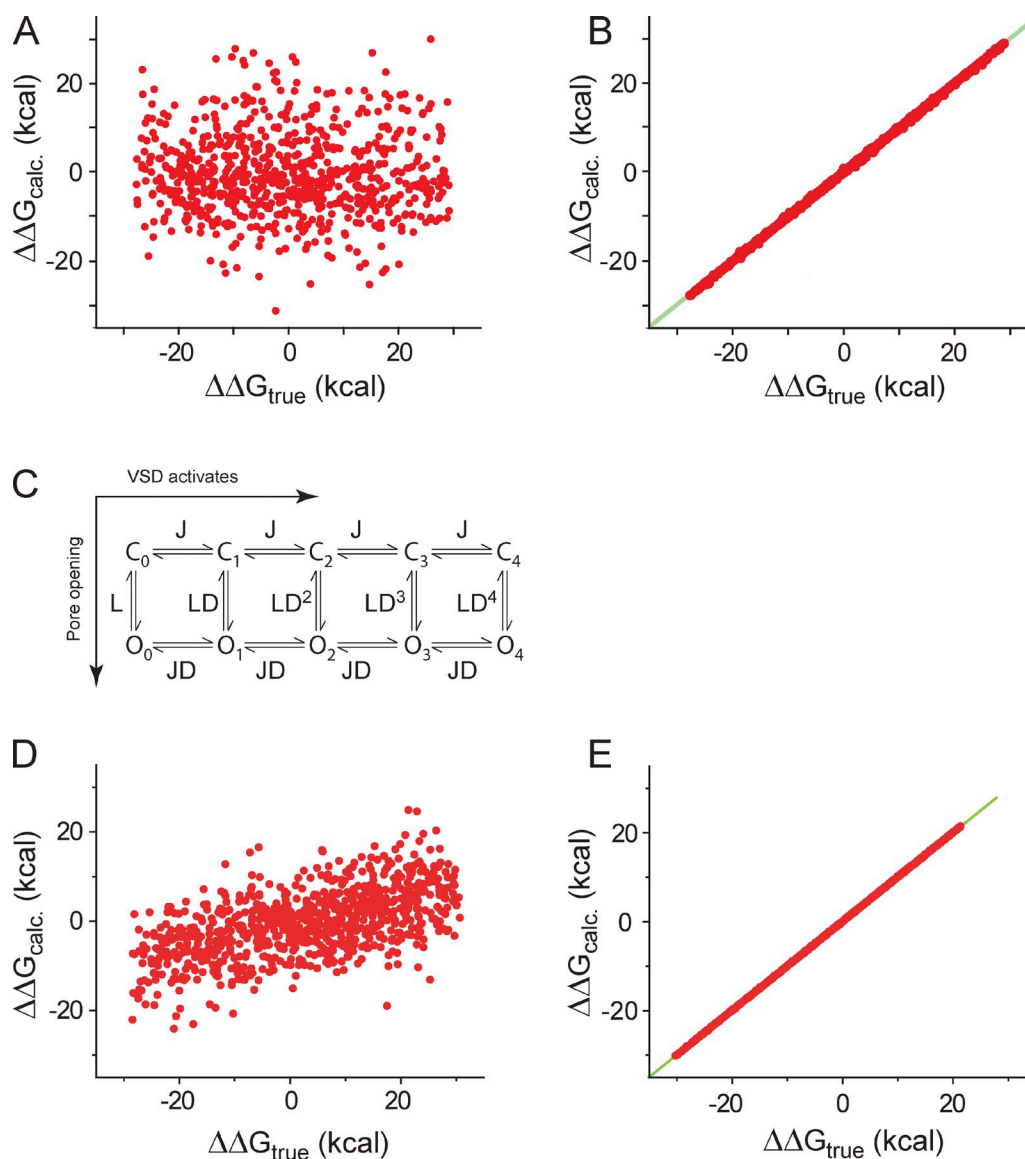 A
ΔΔG_calc. (kcal)
20
0
-20
-20 0 20
ΔΔG_true (kcal)
B
ΔΔG_calc. (kcal)
20
0
-20
-20 0 20
ΔΔG_true (kcal)
C
VSD activates
Pore opening
J J J J
C₀ C₁ C₂ C₃ C₄
L LD LD² LD³ LD⁴
O₀ O₁ O₂ O₃ O₄
JD JD JD JD
D
ΔΔG_calc. (kcal)
20
0
-20
-20 0 20
ΔΔG_true (kcal)
E
ΔΔG_calc. (kcal)
20
0
-20
-20 0 20
ΔΔG_true (kcal)